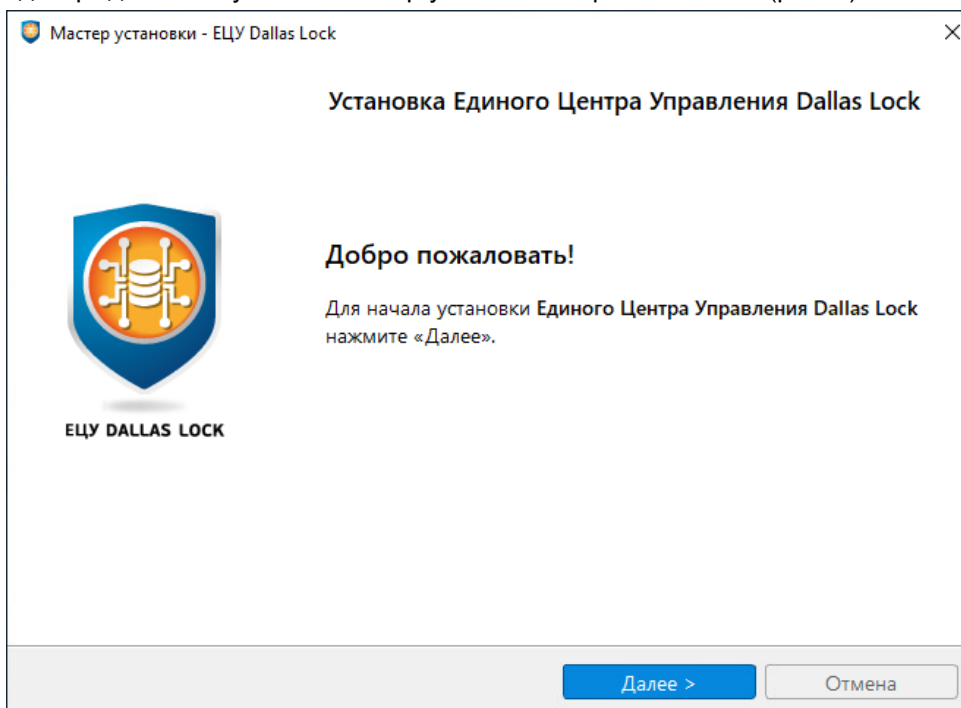 Мастер установки - ЕЦУ Dallas Lock
Установка Единого Центра Управления Dallas Lock
Добро пожаловать!
Для начала установки Единого Центра Управления Dallas Lock
нажмите «Далее».
ЕЦУ DALLAS LOCK
Далее >
Отмена